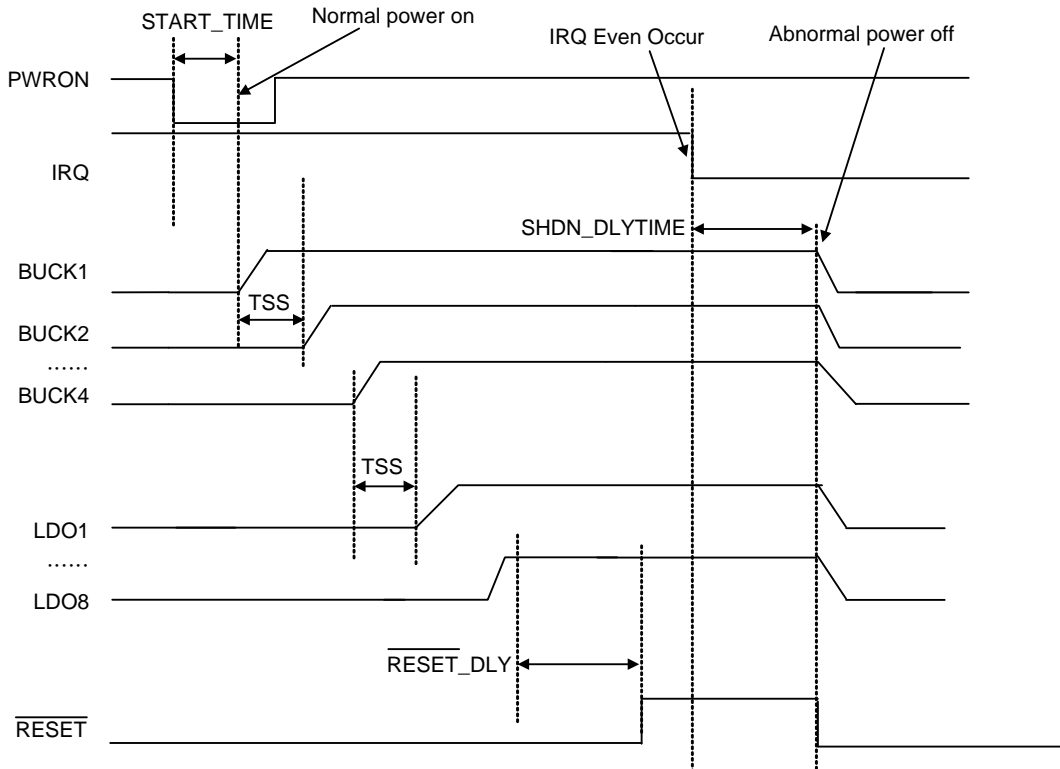 START_TIME
Normal power on
IRQ Even Occur
Abnormal power off
PWRON
IRQ
SHDN_DLYTIME
BUCK1
TSS
BUCK2
......
BUCK4
TSS
LDO1
......
LDO8
RESET_DLY
RESET